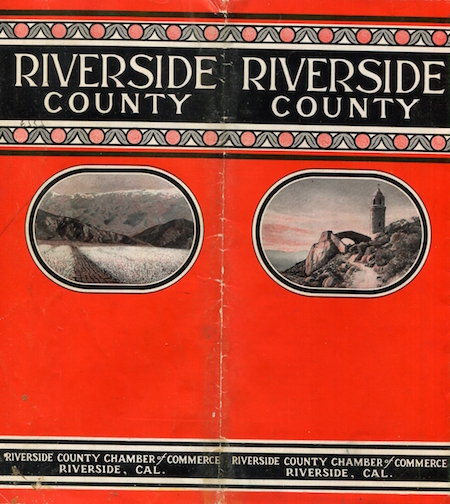 RIVERSIDE
COUNTY
RIVERSIDE COUNTY CHAMBER of COMMERCE
RIVERSIDE, CAL.
RIVERSIDE
COUNTY
RIVERSIDE COUNTY CHAMBER of COMMERCE
RIVERSIDE, CAL.